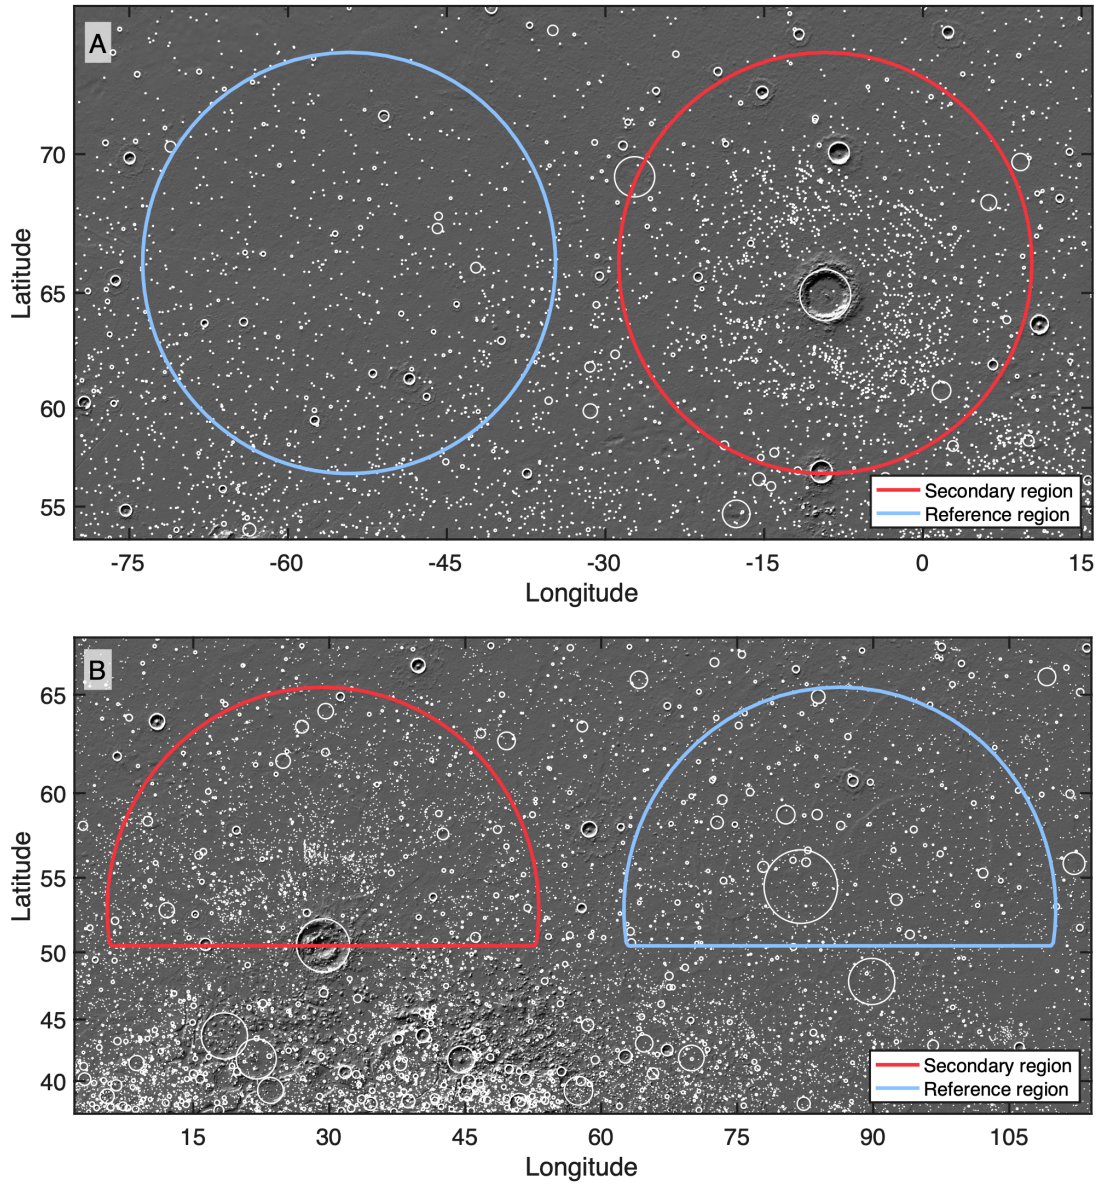 A
70
65
60
55
Latitude
-75 -60 -45 -30 -15 0 15
Longitude
Secondary region
Reference region
B
65
60
55
50
45
40
Latitude
15 30 45 60 75 90 105
Longitude
Secondary region
Reference region